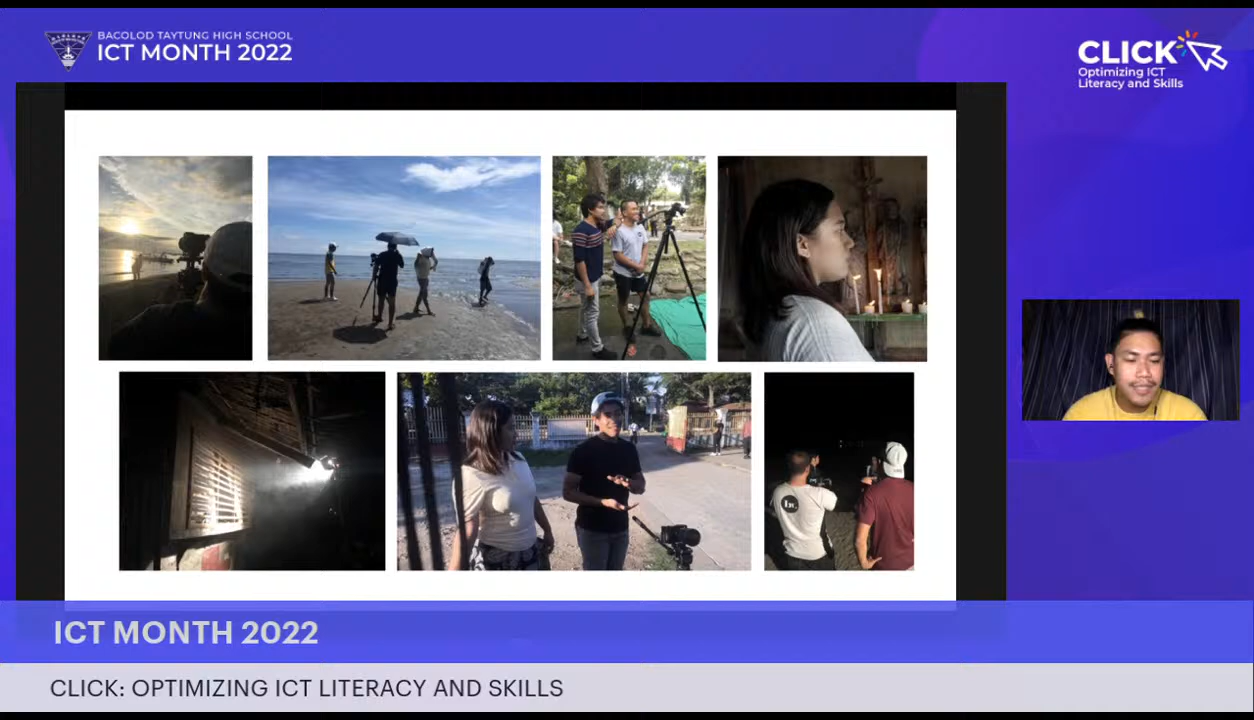 BACOLOD TAYTUNG HIGH SCHOOL
ICT MONTH 2022
CLICK
Optimizing ICT
Literacy and Skills
ICT MONTH 2022
CLICK: OPTIMIZING ICT LITERACY AND SKILLS